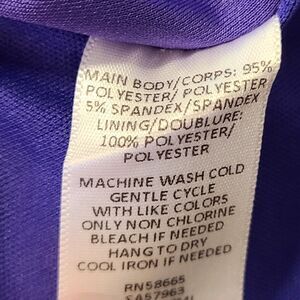 MAIN BODY/CORPS: 95%
POLYESTER/POLYESTER
5% SPANDEX/SPANDEX
LINING/DOUBLURE:
100% POLYESTER/
POLYESTER
MACHINE WASH COLD
GENTLE CYCLE
WITH LIKE COLORS
ONLY NON CHLORINE
BLEACH IF NEEDED
HANG TO DRY
COOL IRON IF NEEDED
RN58665
CA57963